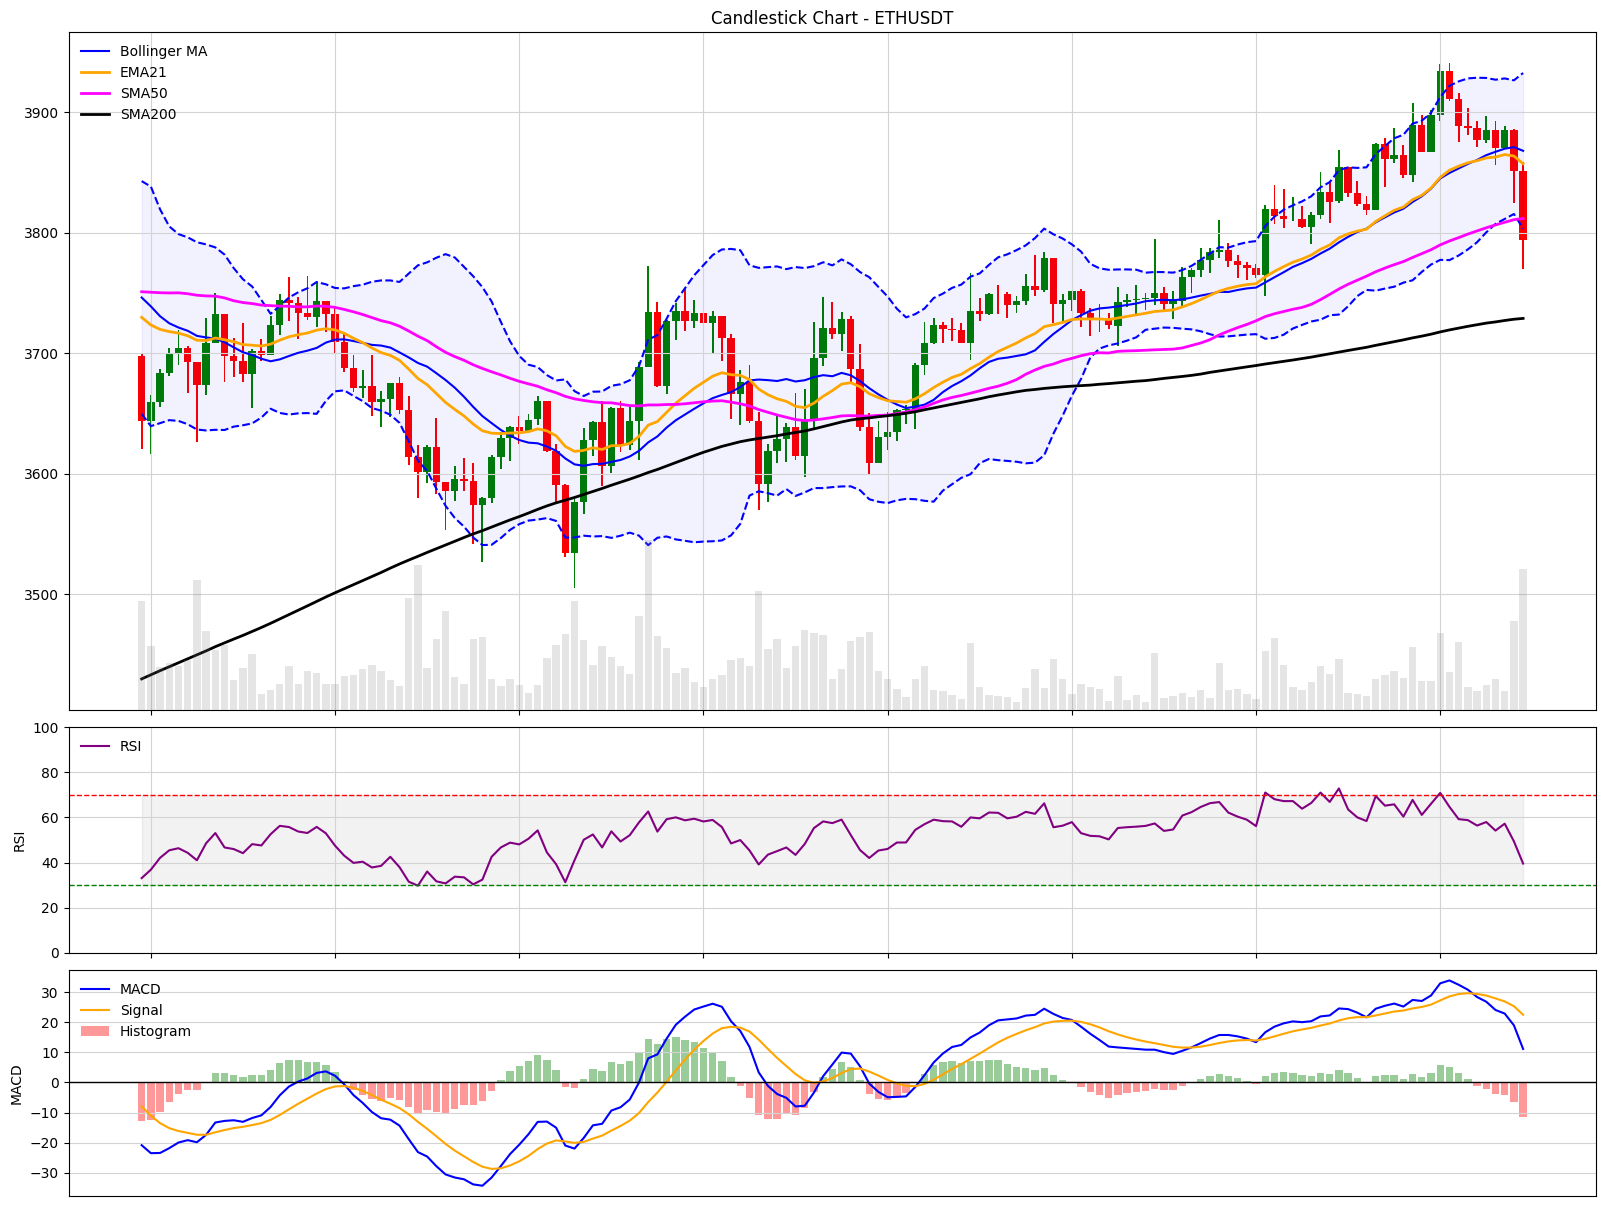 Candlestick Chart - ETHUSDT
Bollinger MA
EMA21
SMA50
SMA200
3900
3800
3700
3600
3500
RSI
100
80
60
40
20
0
RSI
MACD
Signal
Histogram
30
20
10
0
−10
−20
−30
MACD